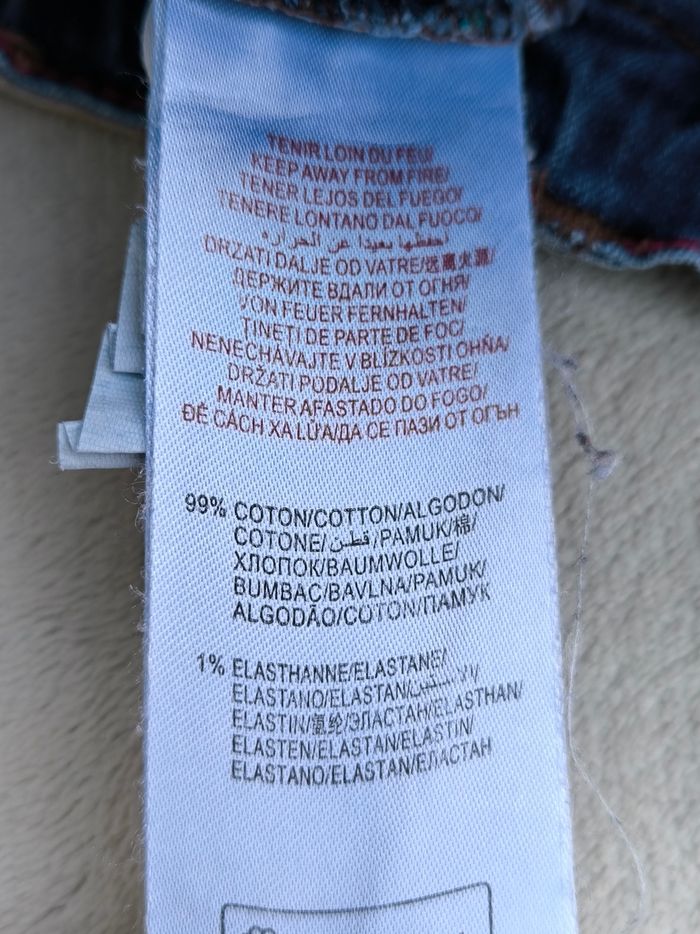 TENIR LOIN DU FEU/
KEEP AWAY FROM FIRE/
TENER LEJOS DEL FUEGO/
TENERE LONTANO DAL FUOCO/
احفظها بعيدا عن الحرارة
DRZATI DALJE OD VATRE/远离火源/
ДЕРЖИТЕ ВДАЛИ ОТ ОГНЯ/
VON FEUER FERNHALTEN/
TINEȚI DE PARTE DE FOC/
NENECHÁVAJTE V BLÍZKOSTI OHŇA/
DRŽATI PODALJE OD VATRE/
MANTER AFASTADO DO FOGO/
ĐỂ CÁCH XA LỬA/ДА СЕ ПАЗИ ОТ ОГЪН
99% COTON/COTTON/ALGODON/
COTONE/قطن/PAMUK/棉/
ХЛОПОК/BAUMWOLLE/
BUMBAC/BAVLNA/PAMUK/
ALGODÃO/COTON/ПАМУК
1% ELASTHANNE/ELASTANE/
ELASTANO/ELASTAN/
ELASTIN/氨纶/ЭЛАСТАН/ELASTHAN/
ELASTEN/ELASTAN/ELASTIN/
ELASTANO/ELASTAN/ЕЛАСТАН